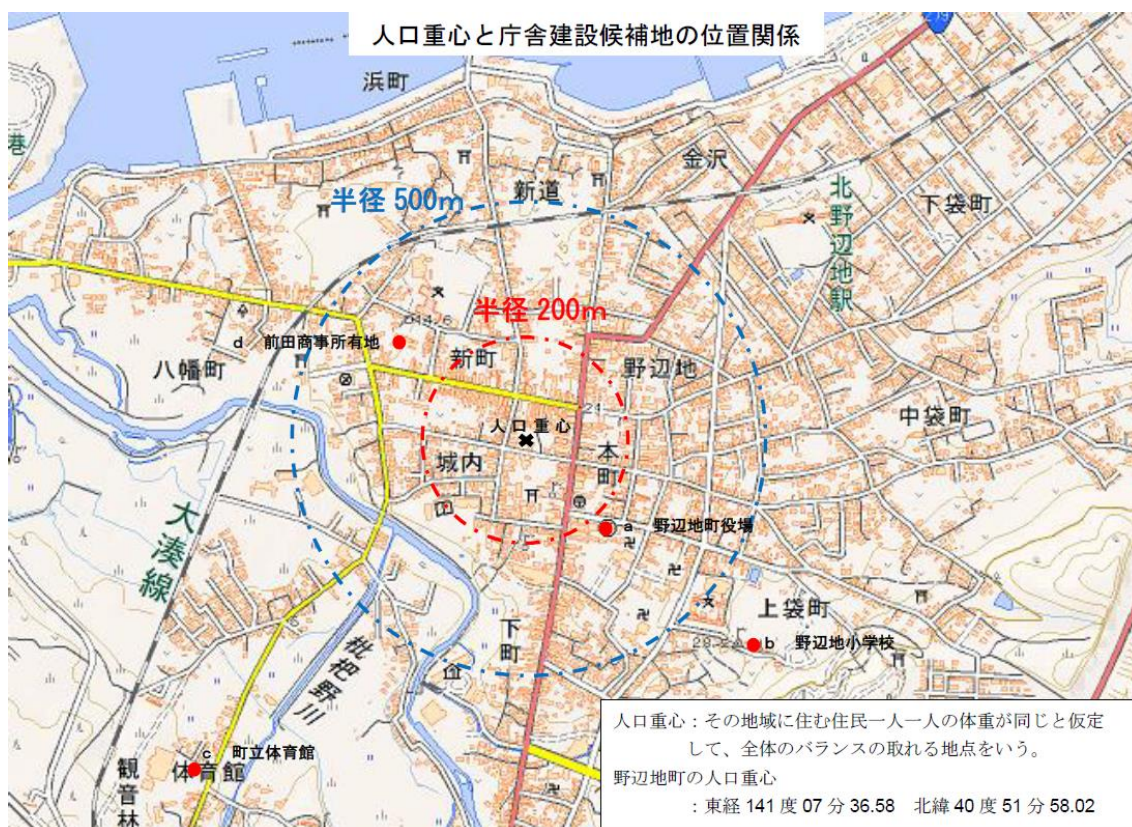 人口重心と庁舎建設候補地の位置関係
279
浜町
港
金沢
新道
北野辺地駅
下袋町
半径 500m
半径 200m
d 前田商事所有地
新町
野辺地
八幡町
中袋町
人口重心
城内
本町
大湊線
a 野辺地町役場
上袋町
b 野辺地小学校
下町
枇杷野川
c 町立体育館
体育館
観音林
人口重心：その地域に住む住民一人一人の体重が同じと仮定
して、全体のバランスの取れる地点をいう。
野辺地町の人口重心
：東経 141 度 07 分 36.58 北緯 40 度 51 分 58.02